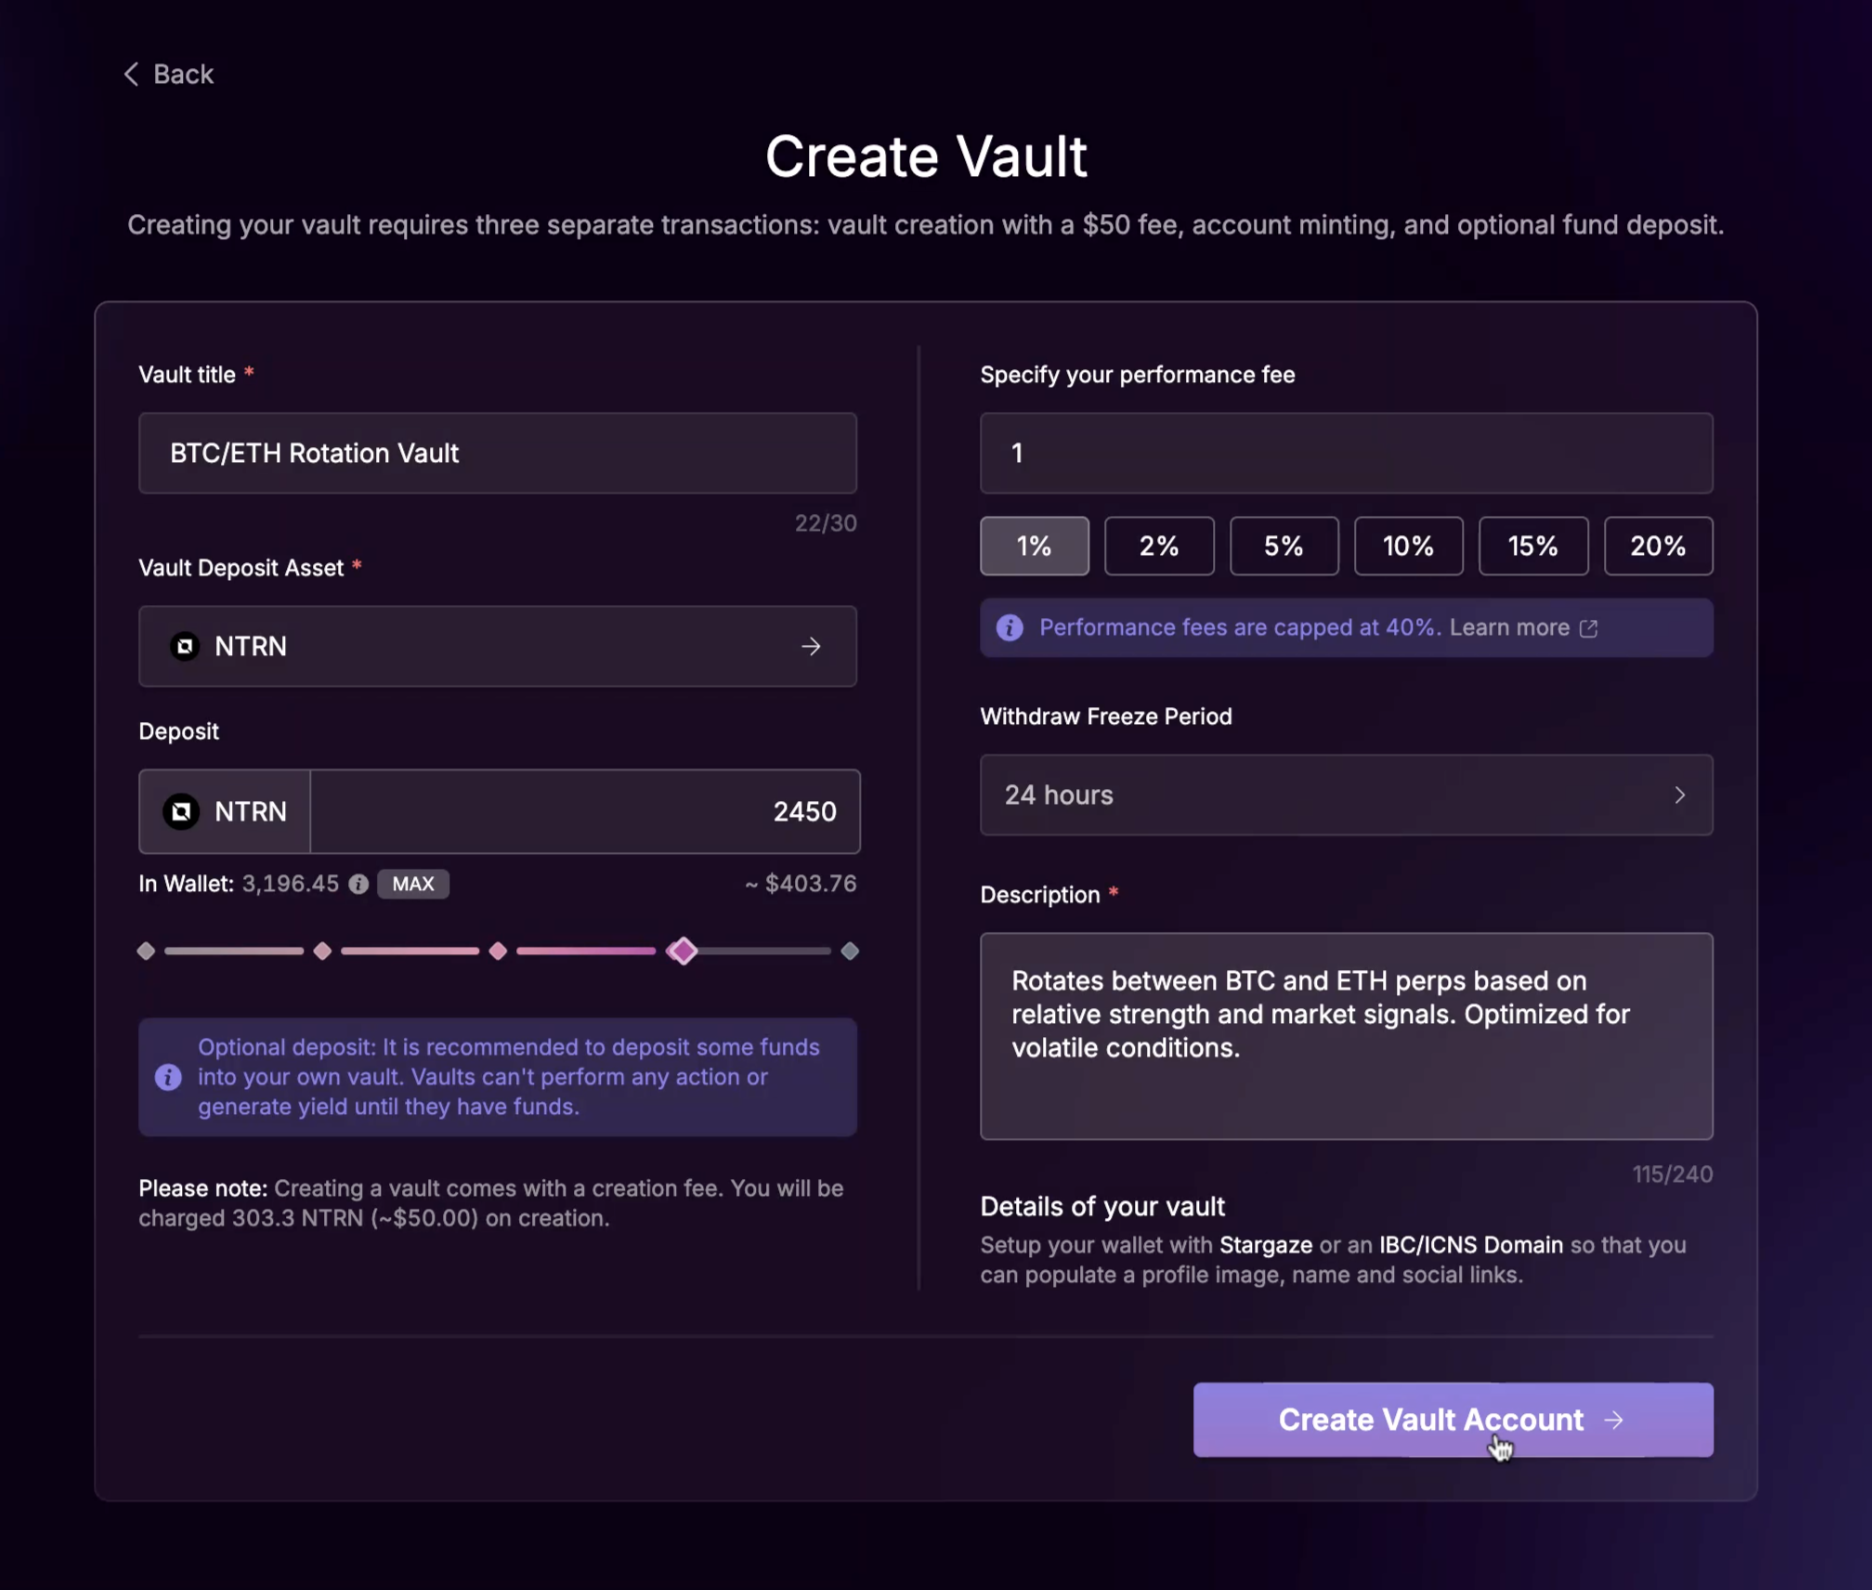 Back
Create Vault
Creating your vault requires three separate transactions: vault creation with a $50 fee, account minting, and optional fund deposit.
Vault title *
BTC/ETH Rotation Vault
22/30
Vault Deposit Asset *
NTRN
Deposit
NTRN
2450
In Wallet: 3,196.45 MAX
~ $403.76
Optional deposit: It is recommended to deposit some funds
into your own vault. Vaults can't perform any action or
generate yield until they have funds.
Please note: Creating a vault comes with a creation fee. You will be
charged 303.3 NTRN (~$50.00) on creation.
Specify your performance fee
1
1% 2% 5% 10% 15% 20%
Performance fees are capped at 40%. Learn more
Withdraw Freeze Period
24 hours
Description *
Rotates between BTC and ETH perps based on
relative strength and market signals. Optimized for
volatile conditions.
115/240
Details of your vault
Setup your wallet with Stargaze or an IBC/ICNS Domain so that you
can populate a profile image, name and social links.
Create Vault Account